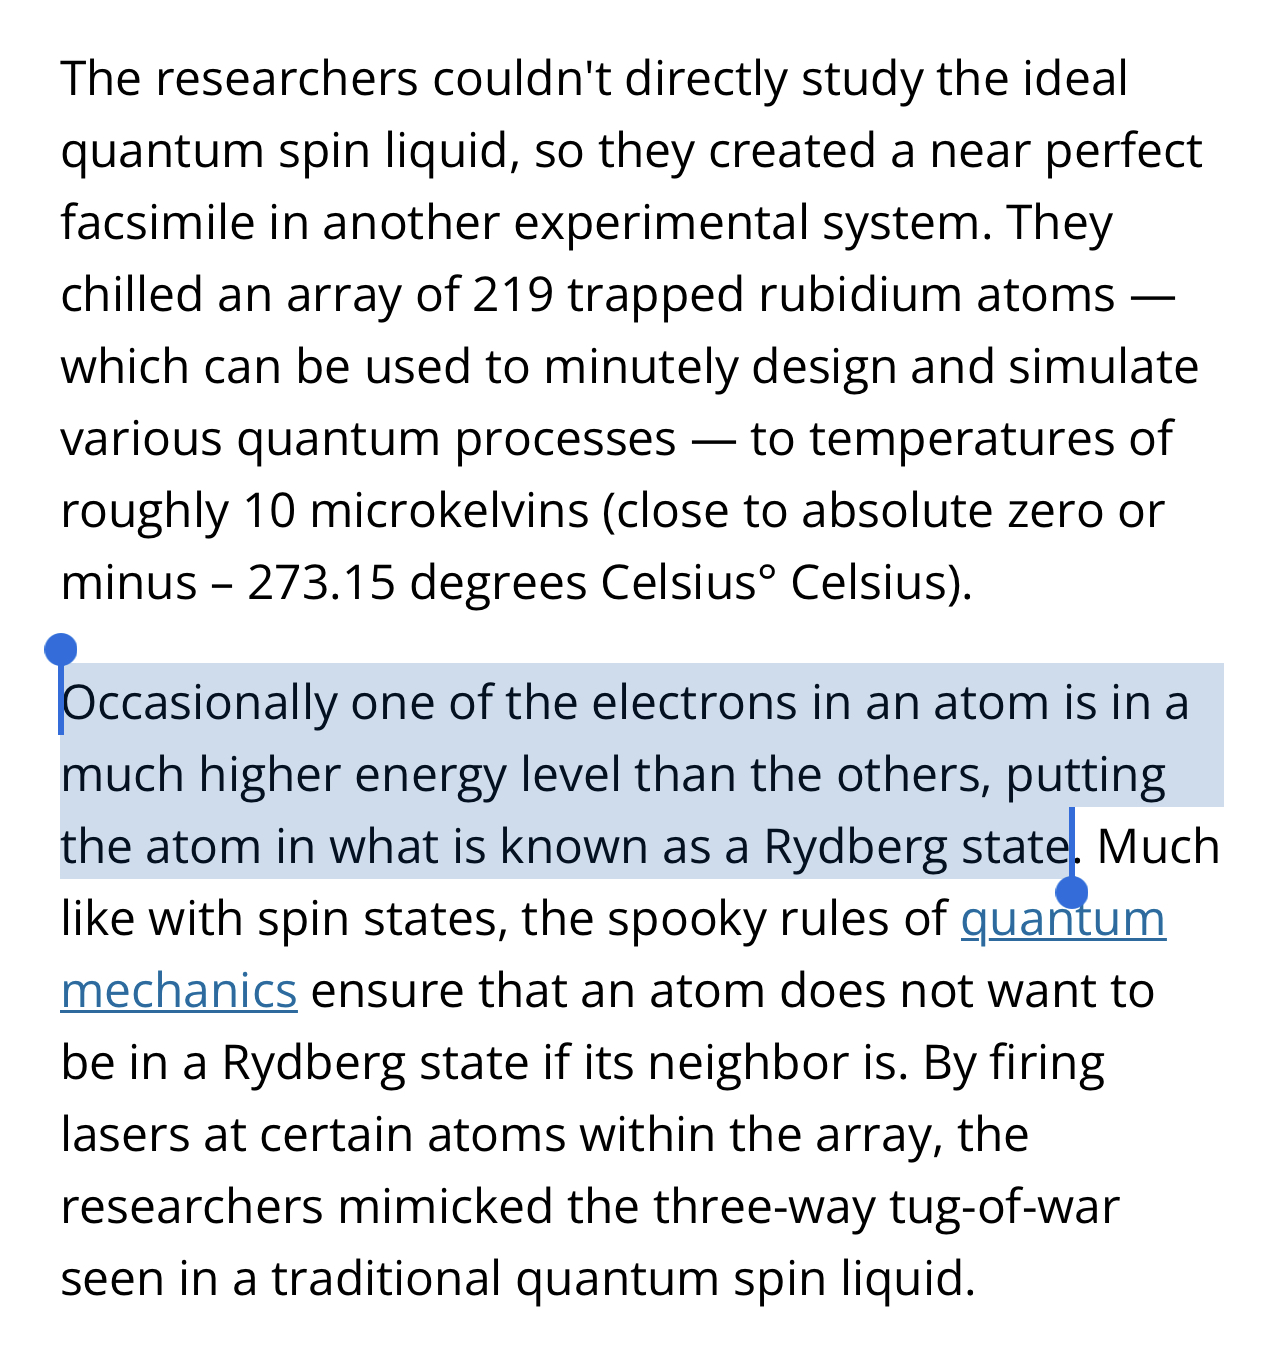 The researchers couldn't directly study the ideal
quantum spin liquid, so they created a near perfect
facsimile in another experimental system. They
chilled an array of 219 trapped rubidium atoms —
which can be used to minutely design and simulate
various quantum processes — to temperatures of
roughly 10 microkelvins (close to absolute zero or
minus – 273.15 degrees Celsius° Celsius).
Occasionally one of the electrons in an atom is in a
much higher energy level than the others, putting
the atom in what is known as a Rydberg state. Much
like with spin states, the spooky rules of quantum
mechanics ensure that an atom does not want to
be in a Rydberg state if its neighbor is. By firing
lasers at certain atoms within the array, the
researchers mimicked the three-way tug-of-war
seen in a traditional quantum spin liquid.